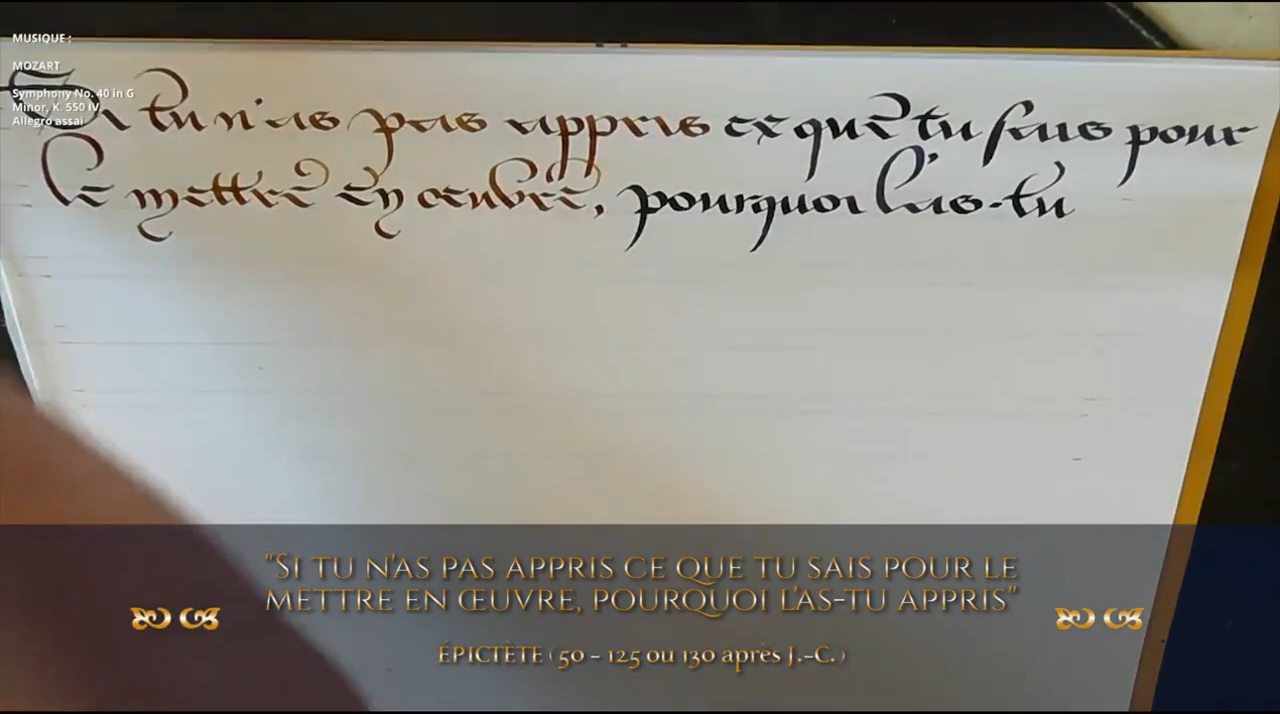 MUSIQUE :
MOZART
Symphony No. 40 in G
Minor, K. 550 IV.
Allegro assai
Si tu n'as pas appris ce que tu sais pour
le mettre en œuvre, pourquoi l'as-tu
"SI TU N'AS PAS APPRIS CE QUE TU SAIS POUR LE
METTRE EN ŒUVRE, POURQUOI L'AS-TU APPRIS"
ÉPICTÈTE ( 50 - 125 ou 130 après J.-C. )